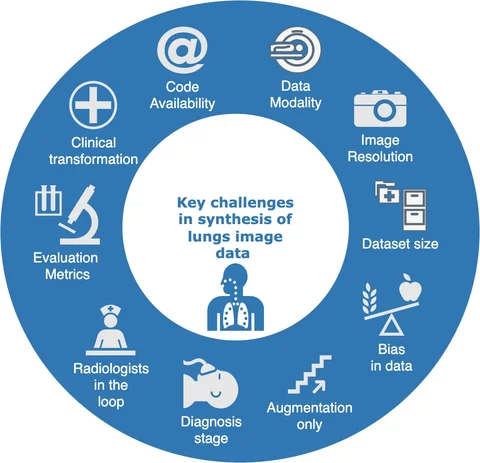 Key challenges
in synthesis of
lungs image
data
Code
Availability
Data
Modality
Image
Resolution
Dataset size
Bias
in data
Augmentation
only
Diagnosis
stage
Radiologists
in the
loop
Evaluation
Metrics
Clinical
transformation